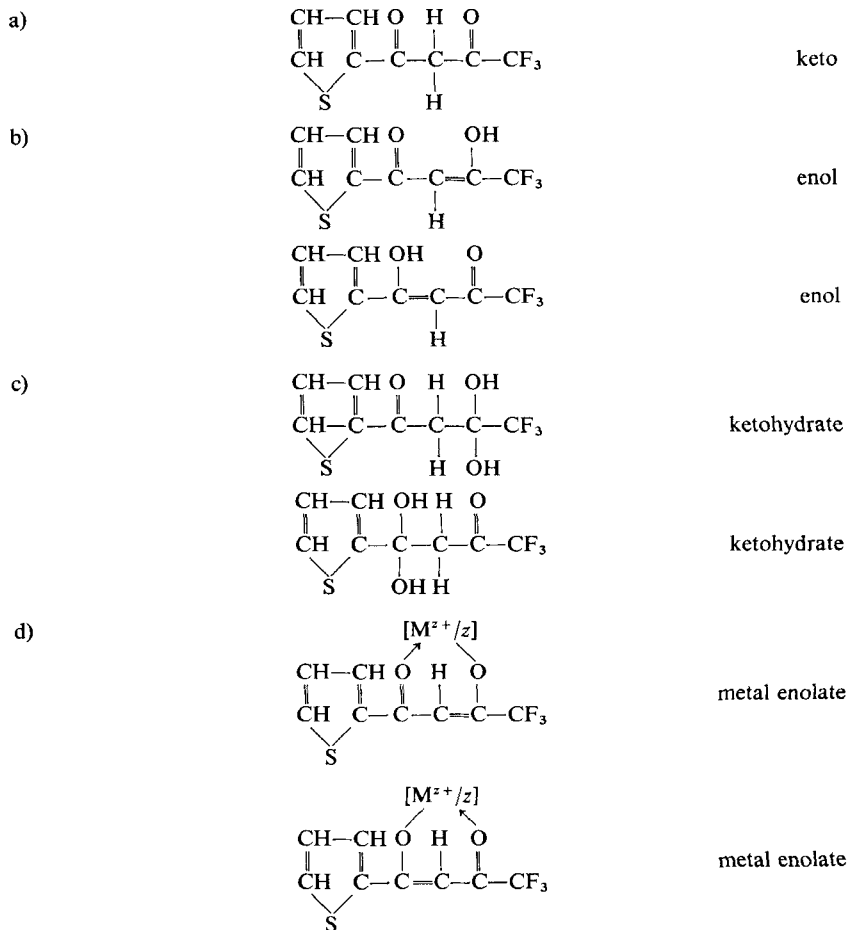 a)
CH—CH O H O
CH C—C—C—C—CF₃ keto
S H
b)
CH—CH O OH
CH C—C—C=C—CF₃ enol
S H
CH—CH OH O
CH C—C=C—C—CF₃ enol
S H
c)
CH—CH O H OH
CH—C—C—C—C—CF₃ ketohydrate
S H OH
CH—CH OH H O
CH C—C—C—C—CF₃ ketohydrate
S OH H
d)
[Mᶻ⁺/z]
CH—CH O H O
CH C—C—C=C—CF₃ metal enolate
S
[Mᶻ⁺/z]
CH—CH O H O
CH C—C=C—C—CF₃ metal enolate
S